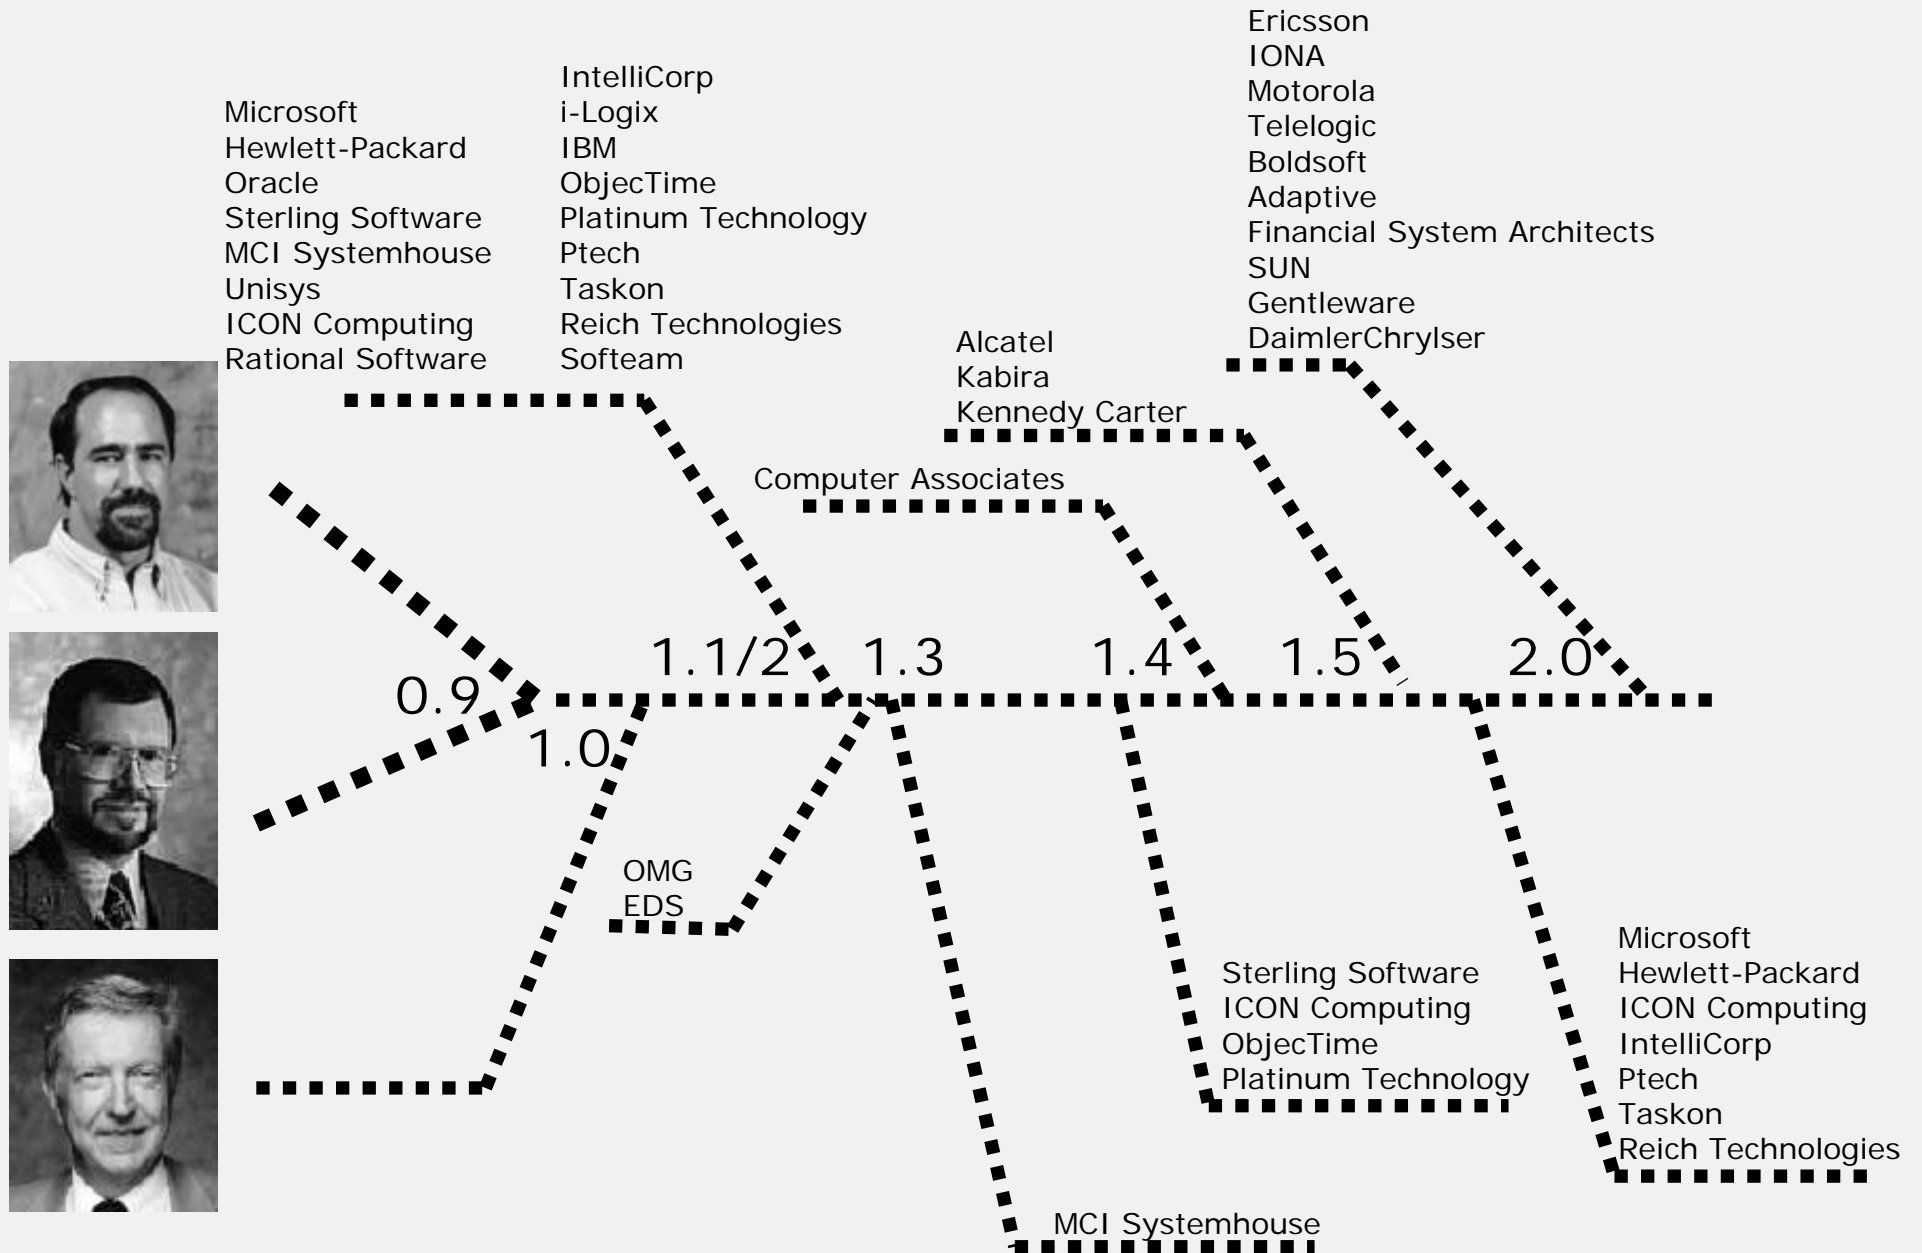 Microsoft
Hewlett-Packard
Oracle
Sterling Software
MCI Systemhouse
Unisys
ICON Computing
Rational Software
IntelliCorp
i-Logix
IBM
ObjecTime
Platinum Technology
Ptech
Taskon
Reich Technologies
Softeam
Ericsson
IONA
Motorola
Telelogic
Boldsoft
Adaptive
Financial System Architects
SUN
Gentleware
DaimlerChrylser
Alcatel
Kabira
Kennedy Carter
Computer Associates
0.9
1.0
1.1/2
1.3
1.4
1.5
2.0
OMG
EDS
Sterling Software
ICON Computing
ObjecTime
Platinum Technology
Microsoft
Hewlett-Packard
ICON Computing
IntelliCorp
Ptech
Taskon
Reich Technologies
MCI Systemhouse